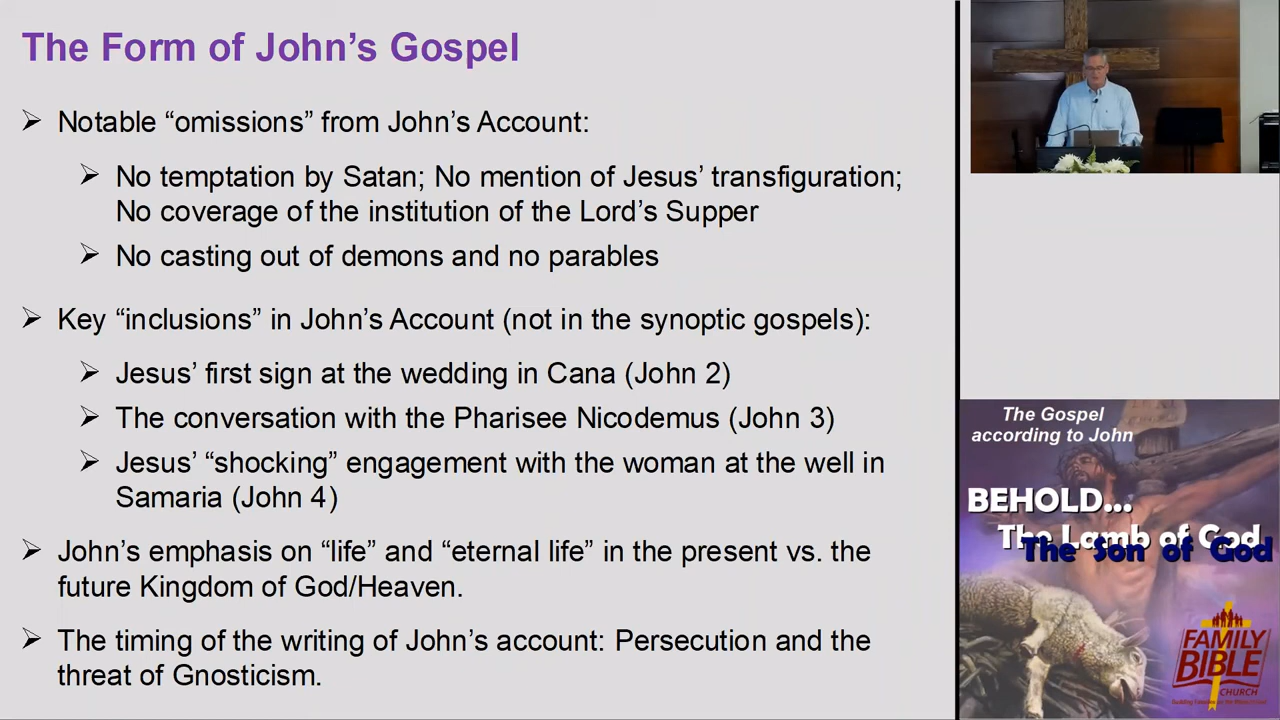 The Form of John’s Gospel
Notable “omissions” from John’s Account:
No temptation by Satan; No mention of Jesus’ transfiguration;
No coverage of the institution of the Lord’s Supper
No casting out of demons and no parables
Key “inclusions” in John’s Account (not in the synoptic gospels):
Jesus’ first sign at the wedding in Cana (John 2)
The conversation with the Pharisee Nicodemus (John 3)
Jesus’ “shocking” engagement with the woman at the well in
Samaria (John 4)
John’s emphasis on “life” and “eternal life” in the present vs. the
future Kingdom of God/Heaven.
The timing of the writing of John’s account: Persecution and the
threat of Gnosticism.
The Gospel
according to John
BEHOLD...
The Lamb of God
The Son of God
FAMILY
BIBLE
CHURCH